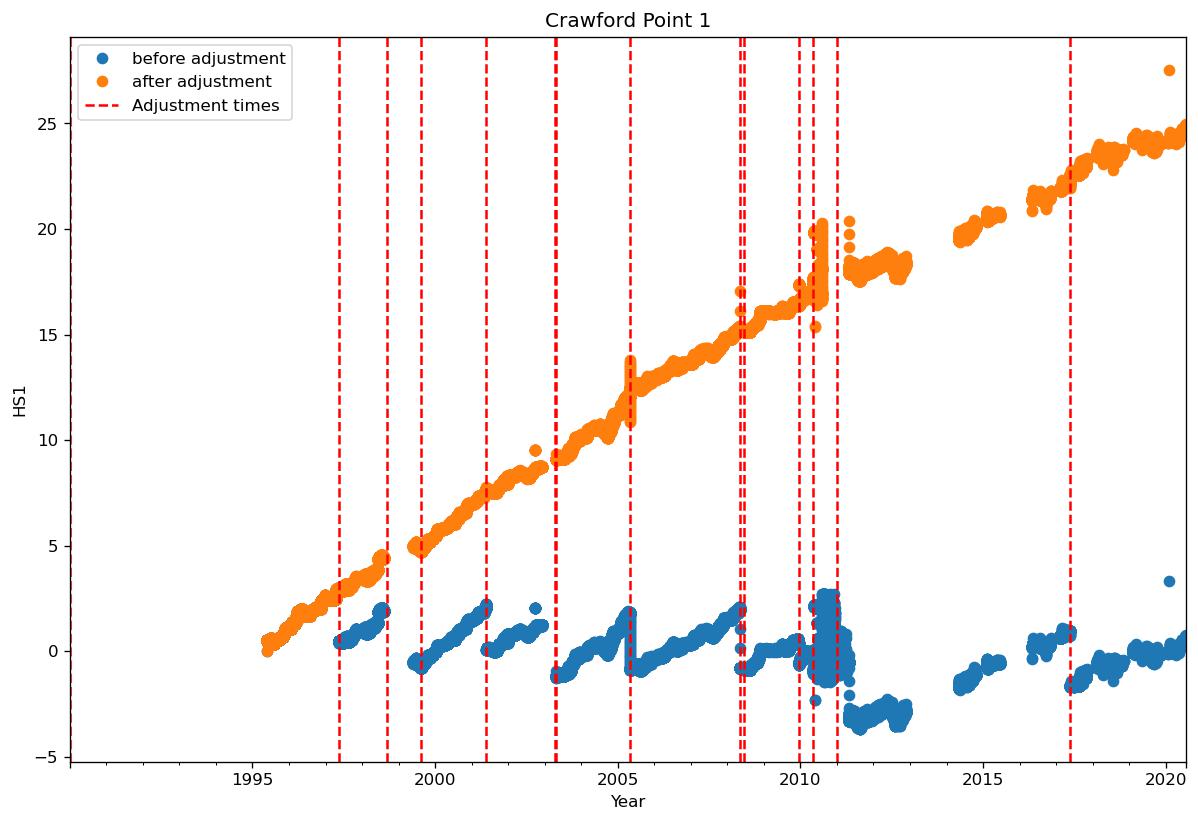 Crawford Point 1
before adjustment
after adjustment
Adjustment times
HS1
25
20
15
10
5
0
−5
1995
2000
2005
2010
2015
2020
Year